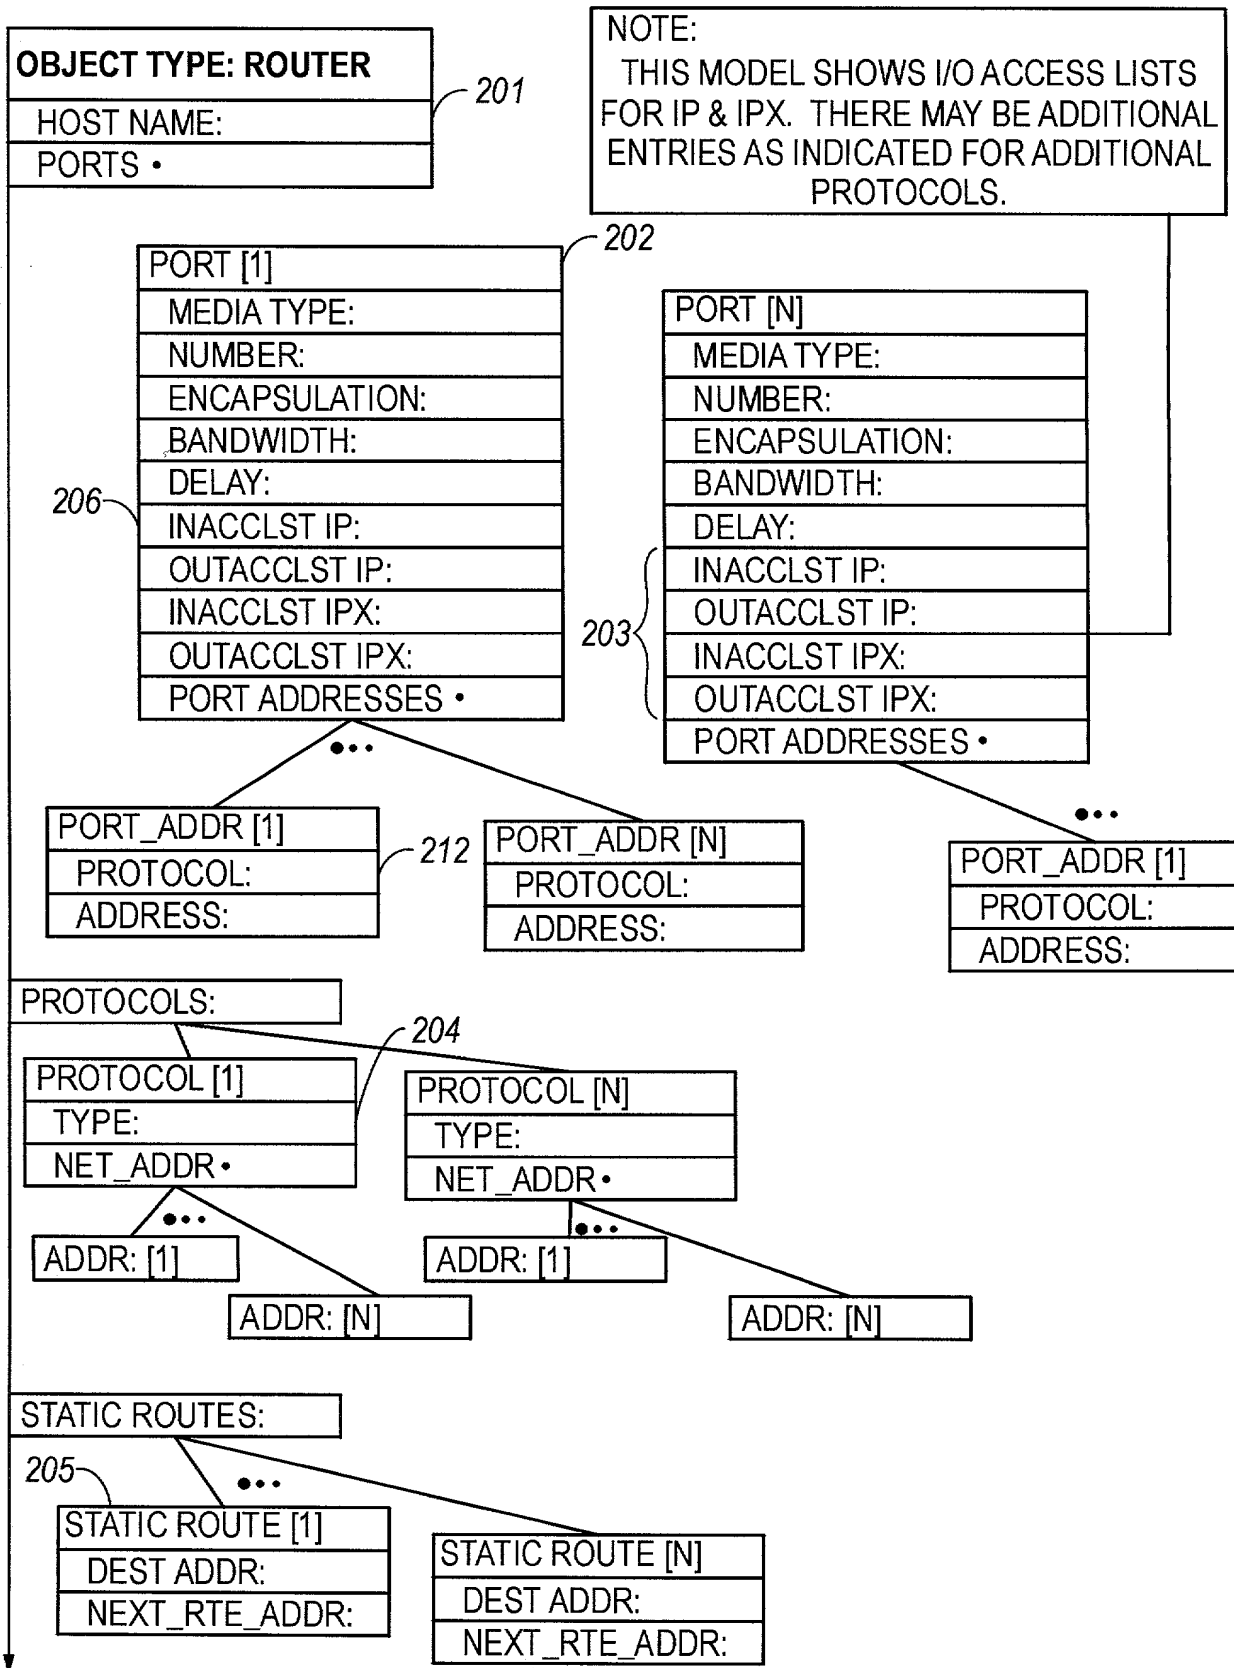 OBJECT TYPE: ROUTER
HOST NAME:
PORTS •
201
NOTE:
THIS MODEL SHOWS I/O ACCESS LISTS
FOR IP & IPX. THERE MAY BE ADDITIONAL
ENTRIES AS INDICATED FOR ADDITIONAL
PROTOCOLS.
202
PORT [1]
MEDIA TYPE:
NUMBER:
ENCAPSULATION:
BANDWIDTH:
DELAY:
206
INACCLST IP:
OUTACCLST IP:
INACCLST IPX:
OUTACCLST IPX:
PORT ADDRESSES •
PORT [N]
MEDIA TYPE:
NUMBER:
ENCAPSULATION:
BANDWIDTH:
DELAY:
INACCLST IP:
OUTACCLST IP:
203
INACCLST IPX:
OUTACCLST IPX:
PORT ADDRESSES •
PORT_ADDR [1]
PROTOCOL:
ADDRESS:
212
PORT_ADDR [N]
PROTOCOL:
ADDRESS:
PORT_ADDR [1]
PROTOCOL:
ADDRESS:
PROTOCOLS:
204
PROTOCOL [1]
TYPE:
NET_ADDR •
PROTOCOL [N]
TYPE:
NET_ADDR •
ADDR: [1]
ADDR: [N]
ADDR: [1]
ADDR: [N]
STATIC ROUTES:
205
STATIC ROUTE [1]
DEST ADDR:
NEXT_RTE_ADDR:
STATIC ROUTE [N]
DEST ADDR:
NEXT_RTE_ADDR: